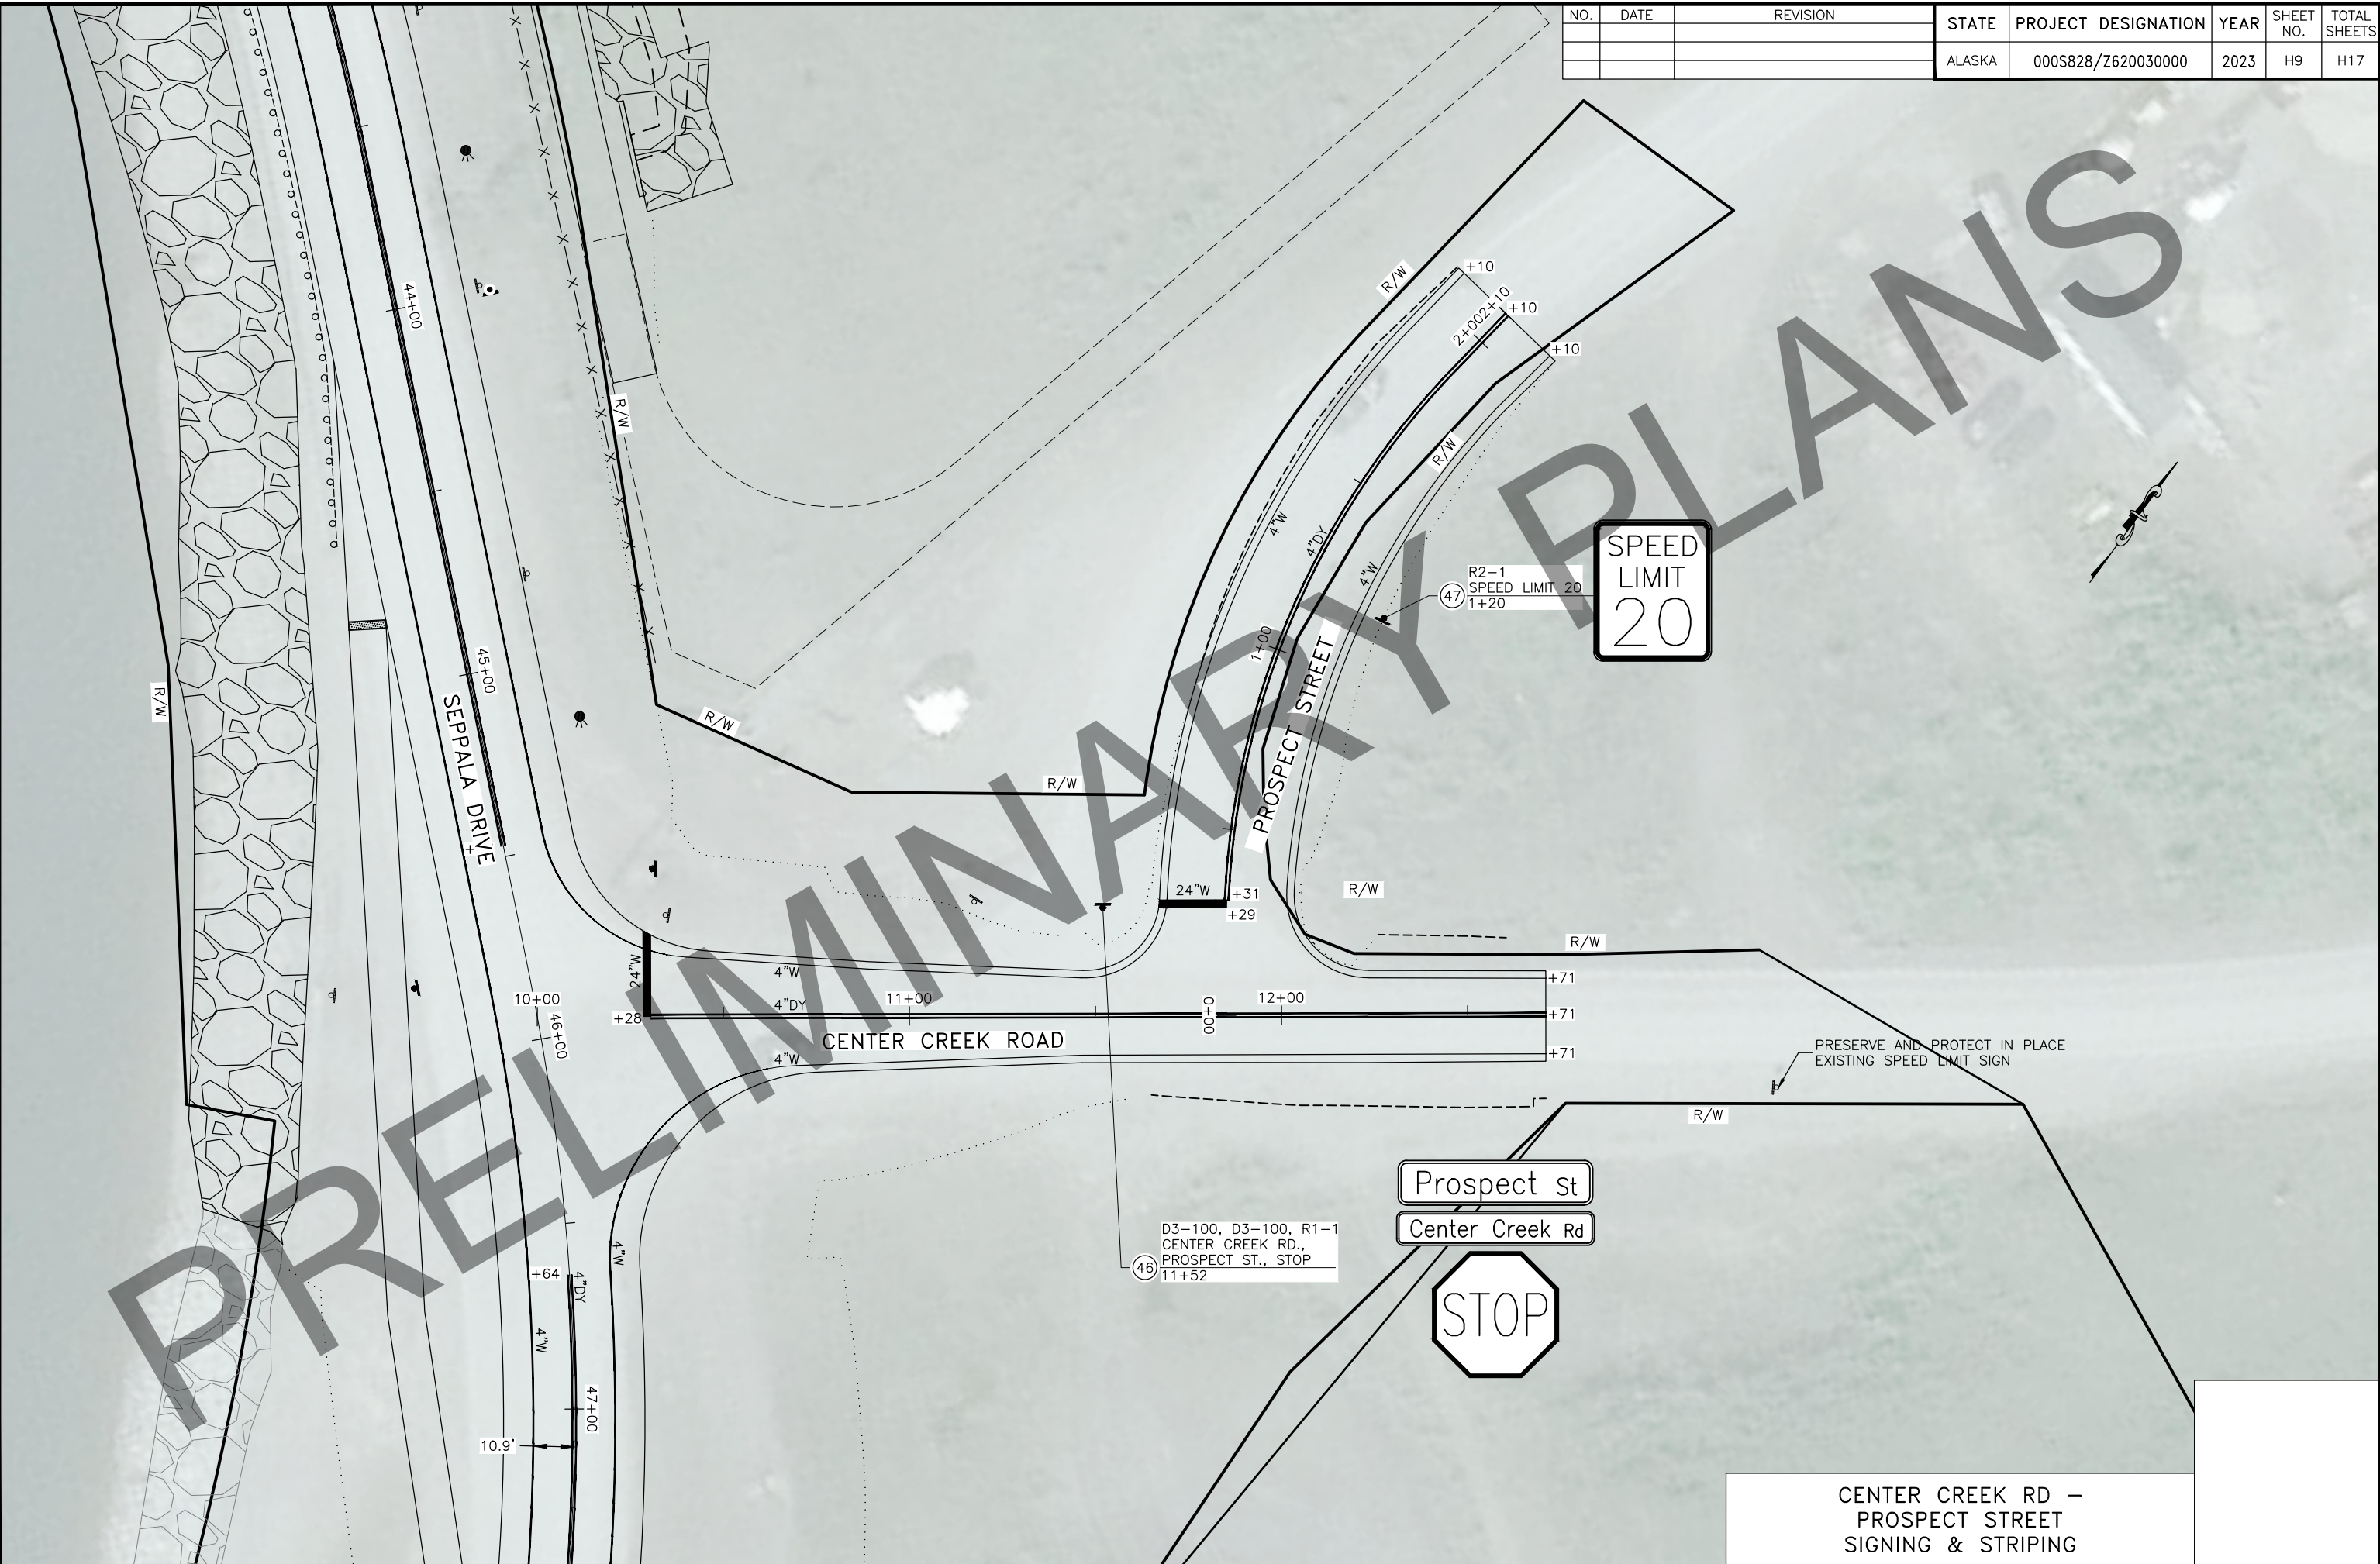 NO. DATE REVISION
STATE PROJECT DESIGNATION YEAR SHEET NO. TOTAL SHEETS
ALASKA 000S828/Z620030000 2023 H9 H17
PRELIMINARY PLANS
44+00
45+00
SEPPALA DRIVE
R/W
R/W
R/W
R/W
R/W
+10
2+00
2+10
+10
+10
R/W
4"W
4"DY
4"W
1+00
PROSPECT STREET
47
R2-1
SPEED LIMIT 20
1+20
SPEED
LIMIT
20
24"W
+31
+29
R/W
R/W
24"W
4"W
10+00
4"DY
11+00
0+00
12+00
+71
+71
+71
+28
46+00
CENTER CREEK ROAD
4"W
PRESERVE AND PROTECT IN PLACE
EXISTING SPEED LIMIT SIGN
R/W
46
D3-100, D3-100, R1-1
CENTER CREEK RD.,
PROSPECT ST., STOP
11+52
Prospect St
Center Creek Rd
STOP
4"W
+64
4"DY
4"W
47+00
10.9'
CENTER CREEK RD –
PROSPECT STREET
SIGNING & STRIPING